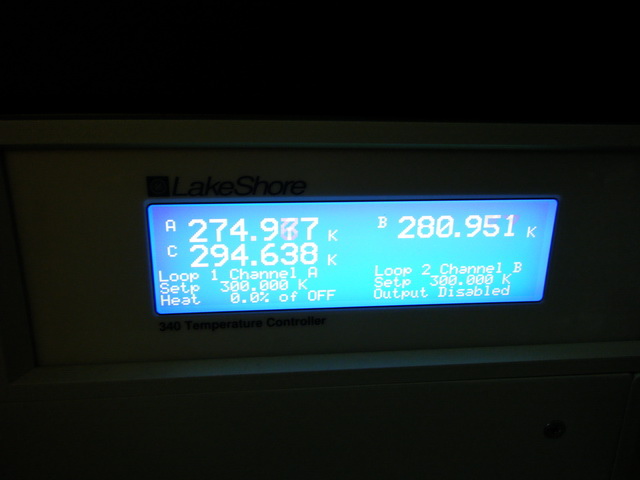 LakeShore
A 274.977 K B 280.951 K
C 294.638 K
Loop 1 Channel A Loop 2 Channel B
Setp 300.000 K Setp 300.000 K
Heat 0.0% of OFF Output Disabled
340 Temperature Controller